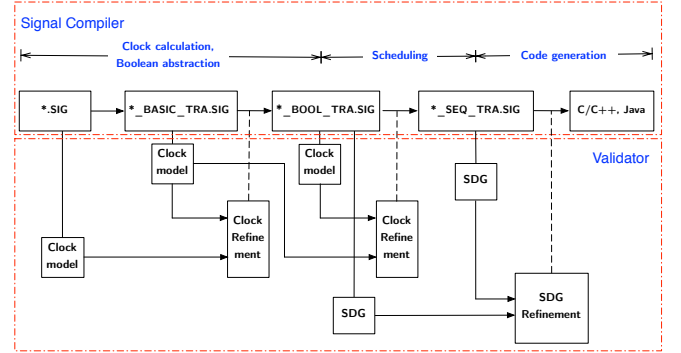 Signal Compiler
Clock calculation,
Boolean abstraction
Scheduling
Code generation
*.SIG
*_BASIC_TRA.SIG
*_BOOL_TRA.SIG
*_SEQ_TRA.SIG
C/C++, Java
Validator
Clock
model
Clock
model
SDG
Clock
Refine
ment
Clock
Refine
ment
Clock
model
SDG
SDG
Refinement